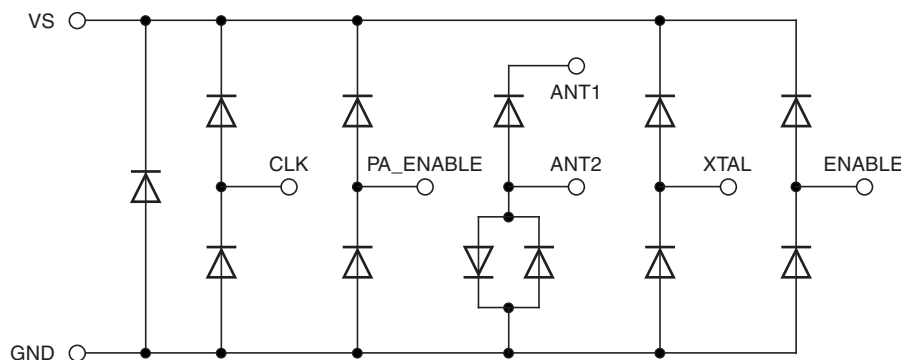 VS
ANT1
CLK
PA_ENABLE
ANT2
XTAL
ENABLE
GND